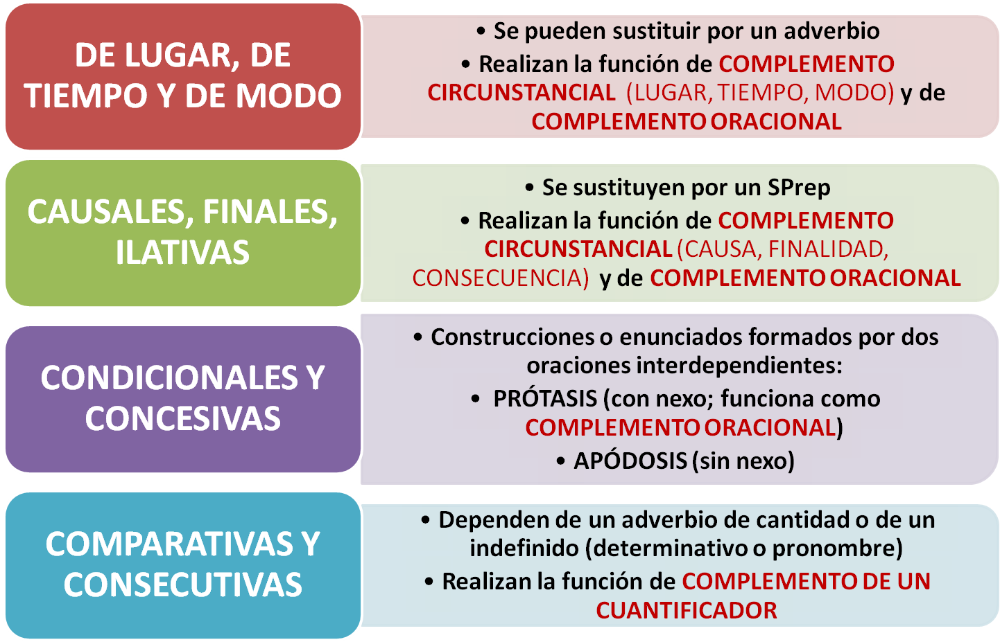 DE LUGAR, DE
TIEMPO Y DE MODO
• Se pueden sustituir por un adverbio
• Realizan la función de COMPLEMENTO
CIRCUNSTANCIAL (LUGAR, TIEMPO, MODO) y de
COMPLEMENTO ORACIONAL
CAUSALES, FINALES,
ILATIVAS
• Se sustituyen por un SPrep
• Realizan la función de COMPLEMENTO
CIRCUNSTANCIAL (CAUSA, FINALIDAD,
CONSECUENCIA) y de COMPLEMENTO ORACIONAL
CONDICIONALES Y
CONCESIVAS
• Construcciones o enunciados formados por dos
oraciones interdependientes:
• PRÓTASIS (con nexo; funciona como
COMPLEMENTO ORACIONAL)
• APÓDOSIS (sin nexo)
COMPARATIVAS Y
CONSECUTIVAS
• Dependen de un adverbio de cantidad o de un
indefinido (determinativo o pronombre)
• Realizan la función de COMPLEMENTO DE UN
CUANTIFICADOR